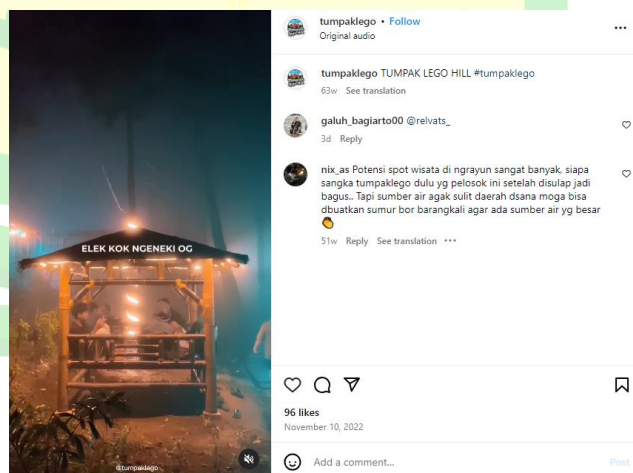 tumpaklego • Follow
Original audio
tumpaklego TUMPAK LEGO HILL #tumpaklego
63w See translation
galuh_bagiarto00 @relvats_
3d Reply
nix_as Potensi spot wisata di ngrayun sangat banyak, siapa
sangka tumpaklego dulu yg pelosok ini setelah disulap jadi
bagus.. Tapi sumber air agak sulit daerah dsana moga bisa
dbuatkan sumur bor barangkali agar ada sumber air yg besar
51w Reply See translation
ELEK KOK NGENEKI OG
@tumpaklego
96 likes
November 10, 2022
Add a comment...
Post